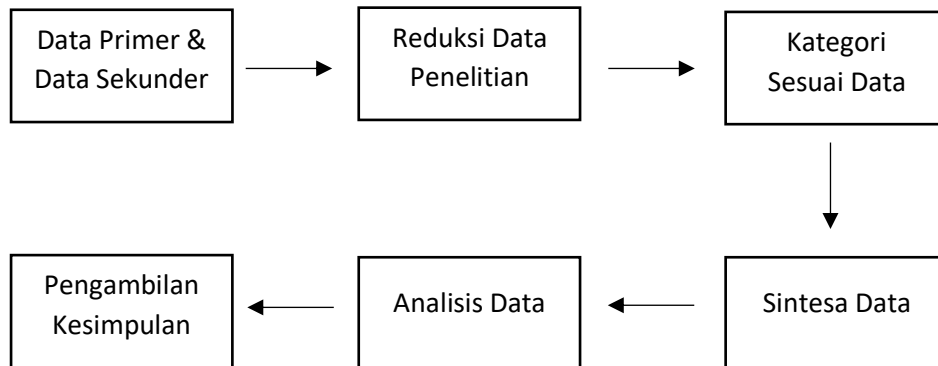 Data Primer &
Data Sekunder
Reduksi Data
Penelitian
Kategori
Sesuai Data
Sintesa Data
Analisis Data
Pengambilan
Kesimpulan